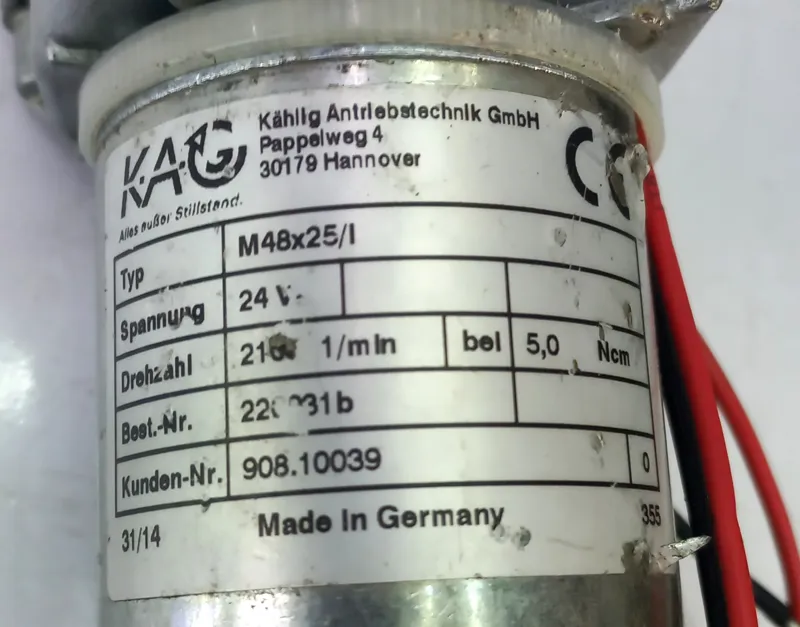 KAG
Alles außer Stillstand.
Kählig Antriebstechnik GmbH
Pappelweg 4
30179 Hannover
CE
Typ M48x25/I
Spannung 24 V-
Drehzahl 1/min bei 5,0 Ncm
Best.-Nr.
Kunden-Nr. 908.10039 0
31/14 Made in Germany 355